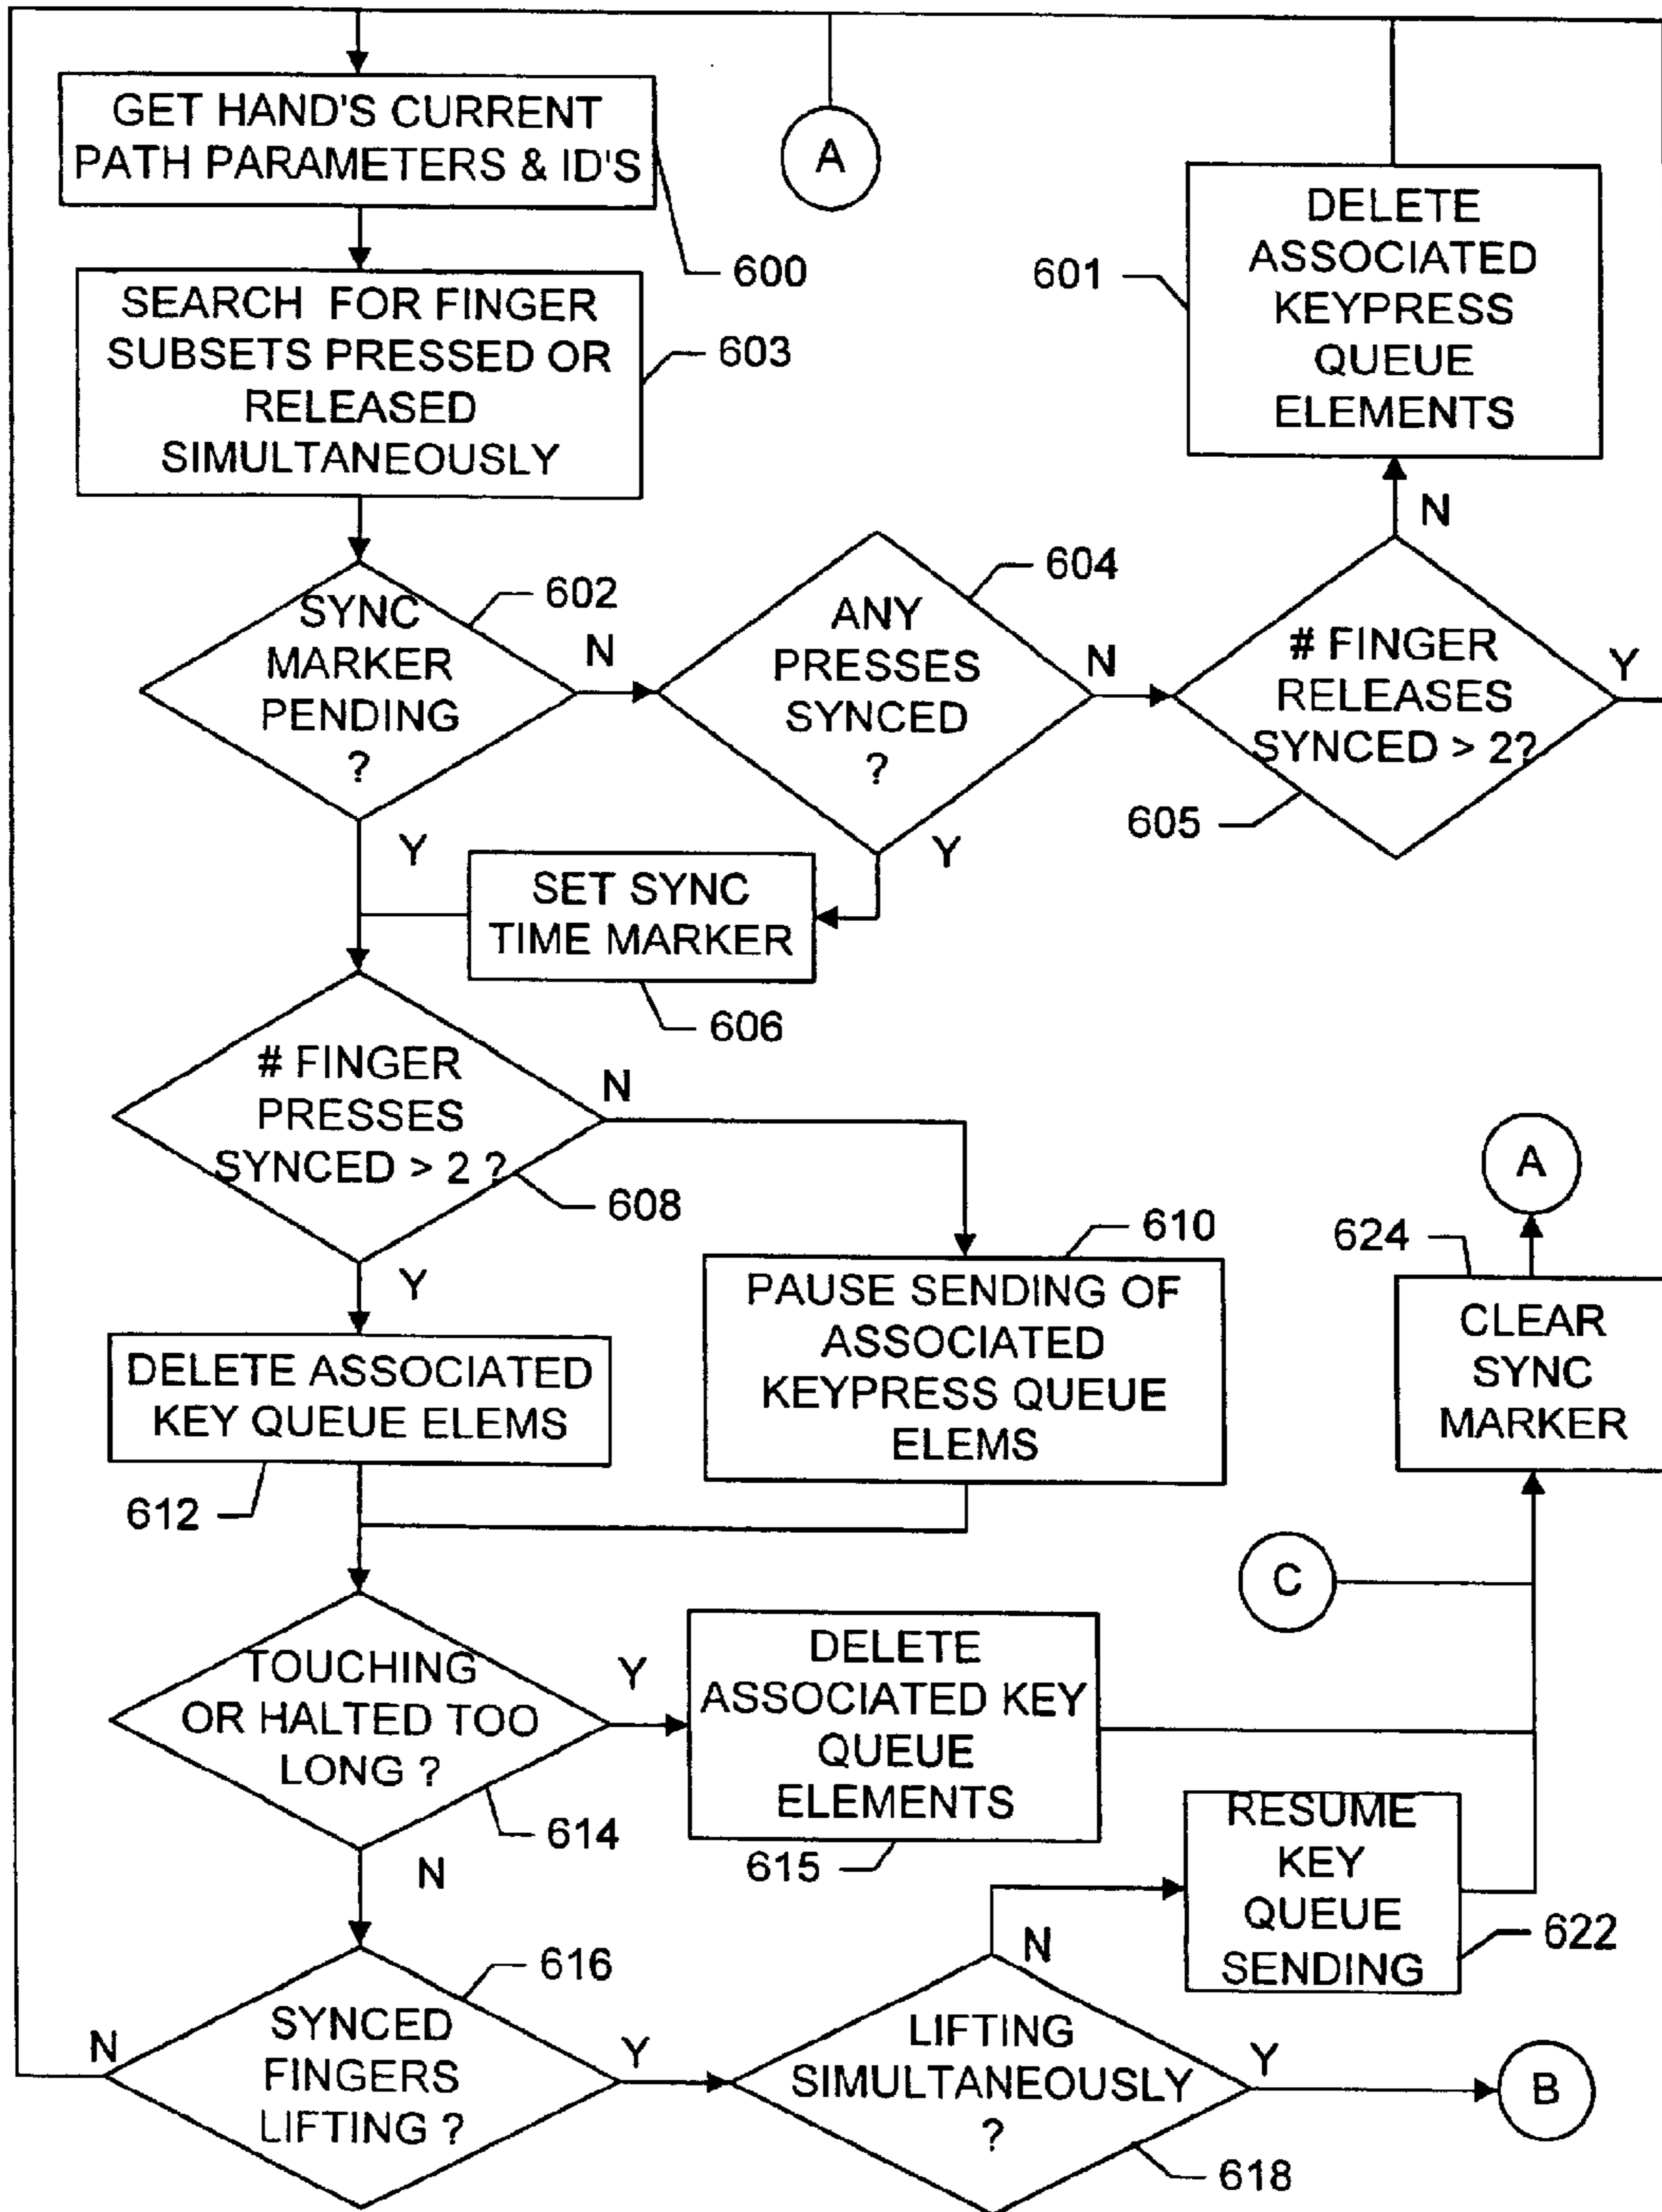 GET HAND'S CURRENT
PATH PARAMETERS & ID'S
600
A
DELETE
ASSOCIATED
KEYPRESS
QUEUE
ELEMENTS
601
SEARCH FOR FINGER
SUBSETS PRESSED OR
RELEASED
SIMULTANEOUSLY
603
N
SYNC
MARKER
PENDING
?
602
N
Y
ANY
PRESSES
SYNCED
?
604
N
Y
# FINGER
RELEASES
SYNCED > 2?
605
Y
SET SYNC
TIME MARKER
606
# FINGER
PRESSES
SYNCED > 2 ?
608
N
Y
610
PAUSE SENDING OF
ASSOCIATED
KEYPRESS QUEUE
ELEMS
A
624
CLEAR
SYNC
MARKER
DELETE ASSOCIATED
KEY QUEUE ELEMS
612
C
TOUCHING
OR HALTED TOO
LONG ?
614
Y
N
DELETE
ASSOCIATED KEY
QUEUE
ELEMENTS
615
RESUME
KEY
QUEUE
SENDING
622
SYNCED
FINGERS
LIFTING ?
616
N
Y
LIFTING
SIMULTANEOUSLY
?
618
N
Y
B